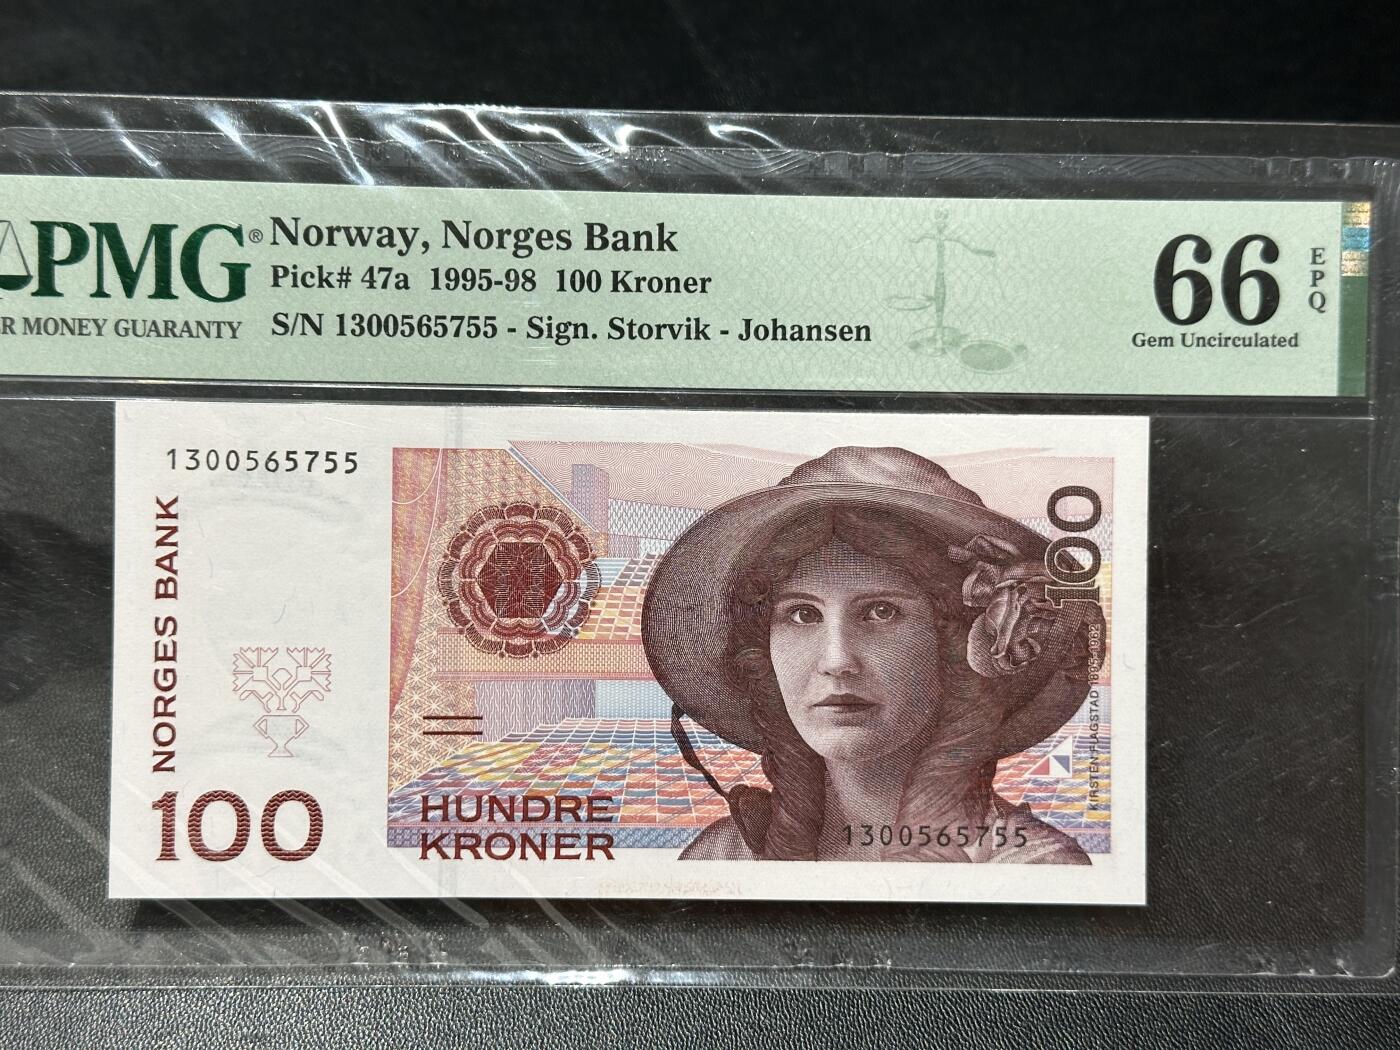 PMG®
R MONEY GUARANTY
Norway, Norges Bank
Pick# 47a 1995-98 100 Kroner
S/N 1300565755 - Sign. Storvik - Johansen
66
EPQ
Gem Uncirculated
1300565755
NORGES BANK
100
HUNDRE
KRONER
100
KIRSTEN FLAGSTAD 1895-1962
1300565755